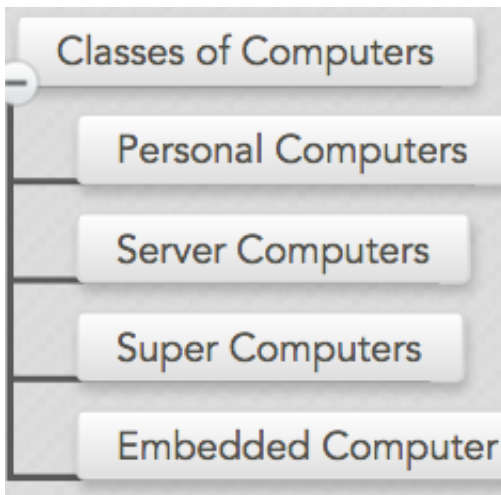 Classes of Computers
Personal Computers
Server Computers
Super Computers
Embedded Computer